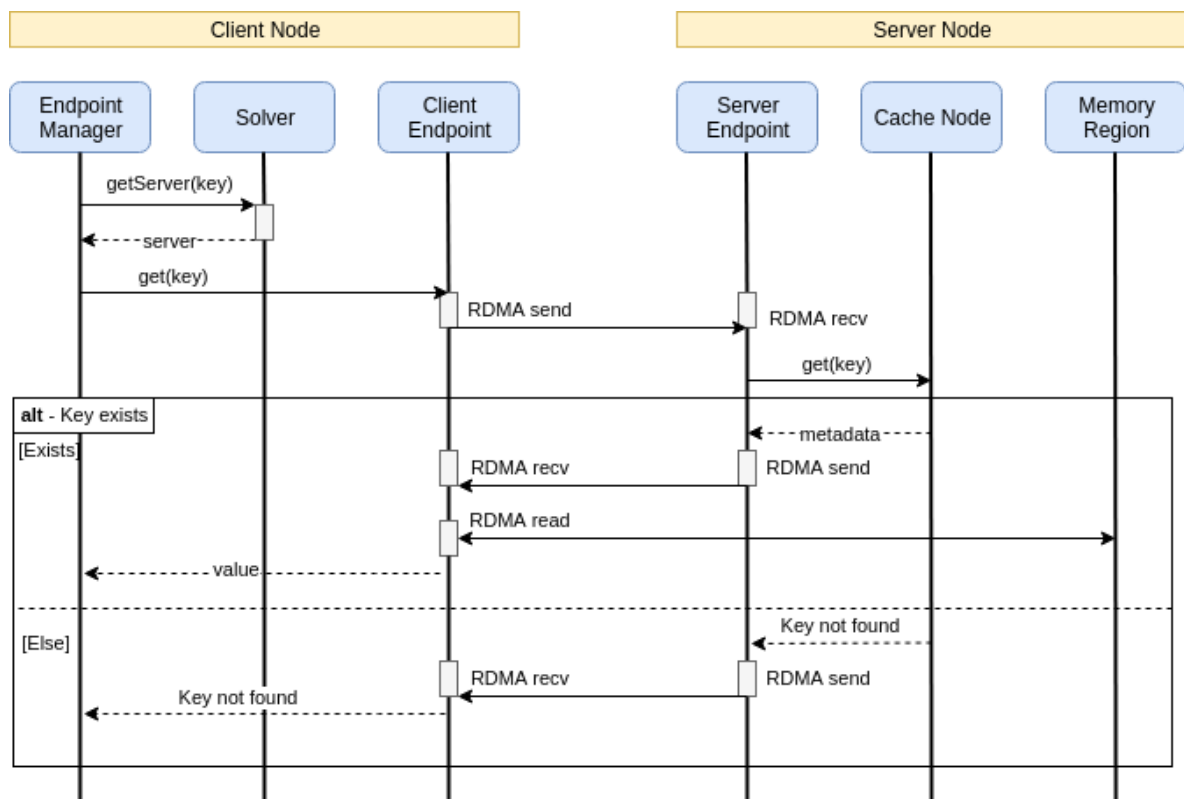 Client Node
Server Node
Endpoint
Manager
Solver
Client
Endpoint
Server
Endpoint
Cache Node
Memory
Region
getServer(key)
server
get(key)
RDMA send
RDMA recv
get(key)
alt - Key exists
[Exists]
metadata
RDMA recv
RDMA send
RDMA read
value
[Else]
Key not found
RDMA recv
RDMA send
Key not found